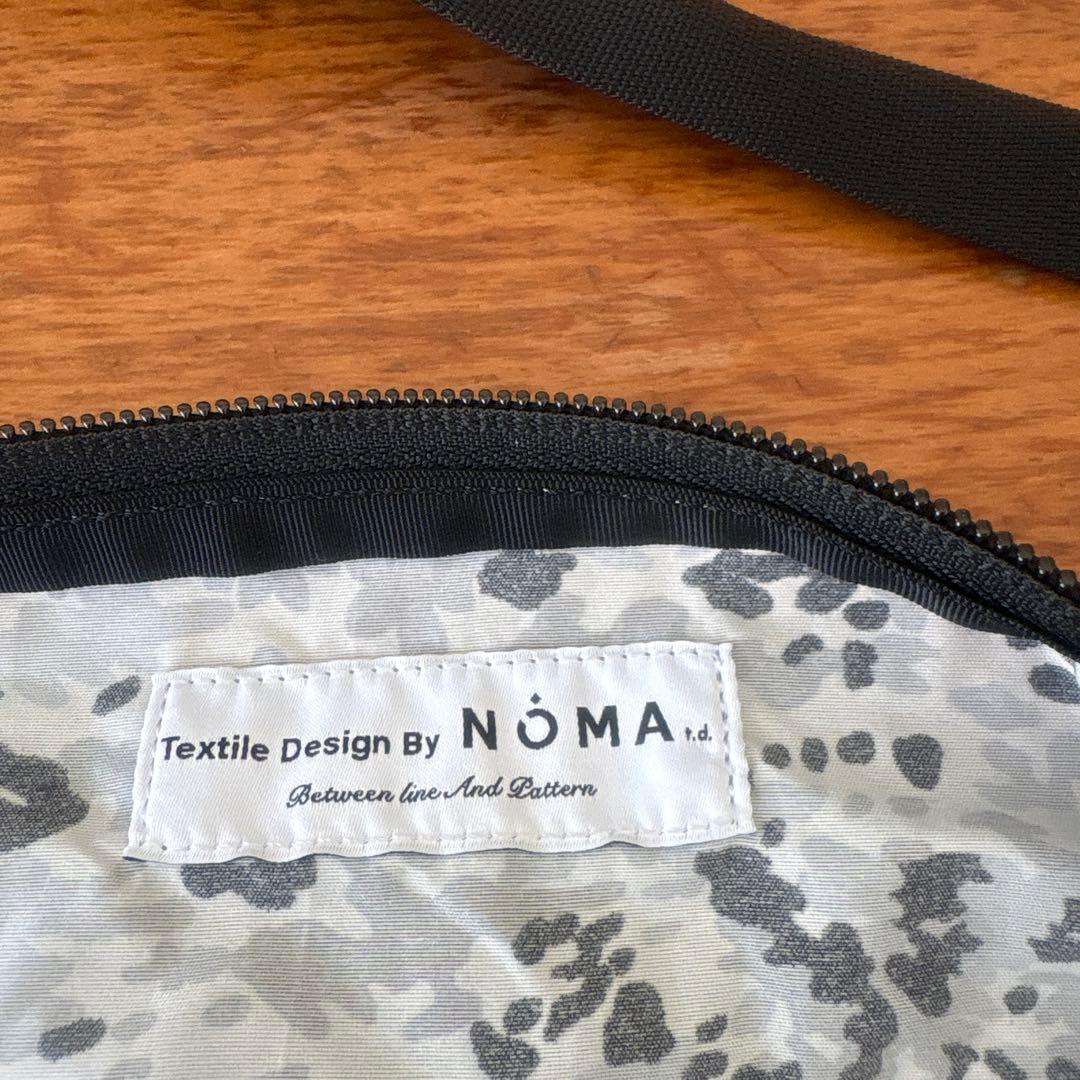 Textile Design By NOMA t.d.
Between line And Pattern